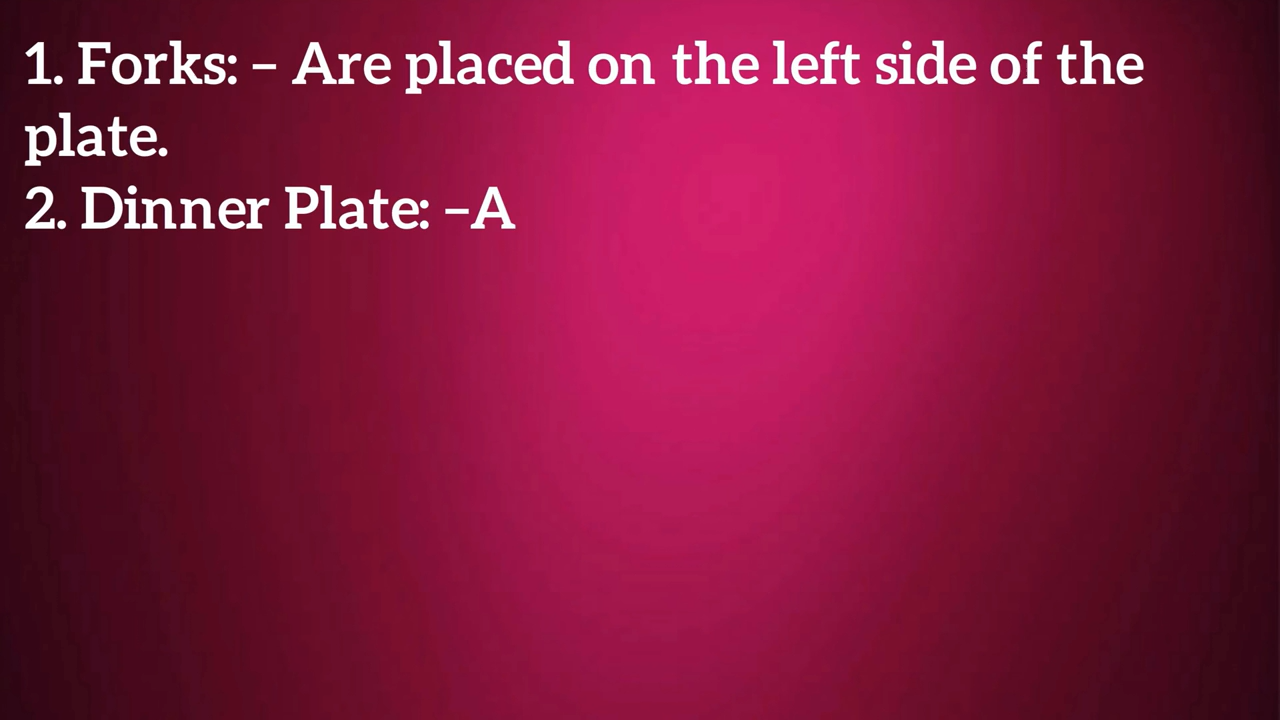 1. Forks: – Are placed on the left side of the
plate.
2. Dinner Plate: –A